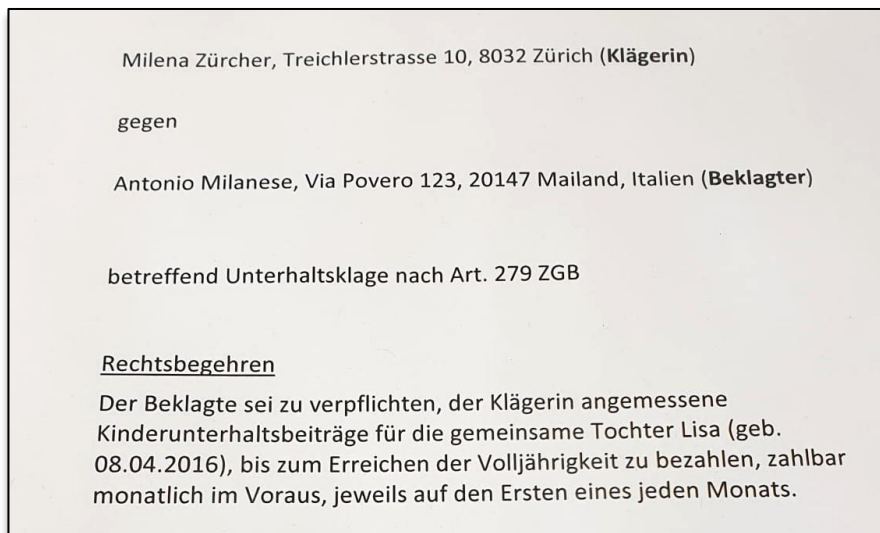 Milena Zürcher, Treichlerstrasse 10, 8032 Zürich (Klägerin)
gegen
Antonio Milanese, Via Povero 123, 20147 Mailand, Italien (Beklagter)
betreffend Unterhaltsklage nach Art. 279 ZGB
Rechtsbegehren
Der Beklagte sei zu verpflichten, der Klägerin angemessene
Kinderunterhaltsbeiträge für die gemeinsame Tochter Lisa (geb.
08.04.2016), bis zum Erreichen der Volljährigkeit zu bezahlen, zahlbar
monatlich im Voraus, jeweils auf den Ersten eines jeden Monats.